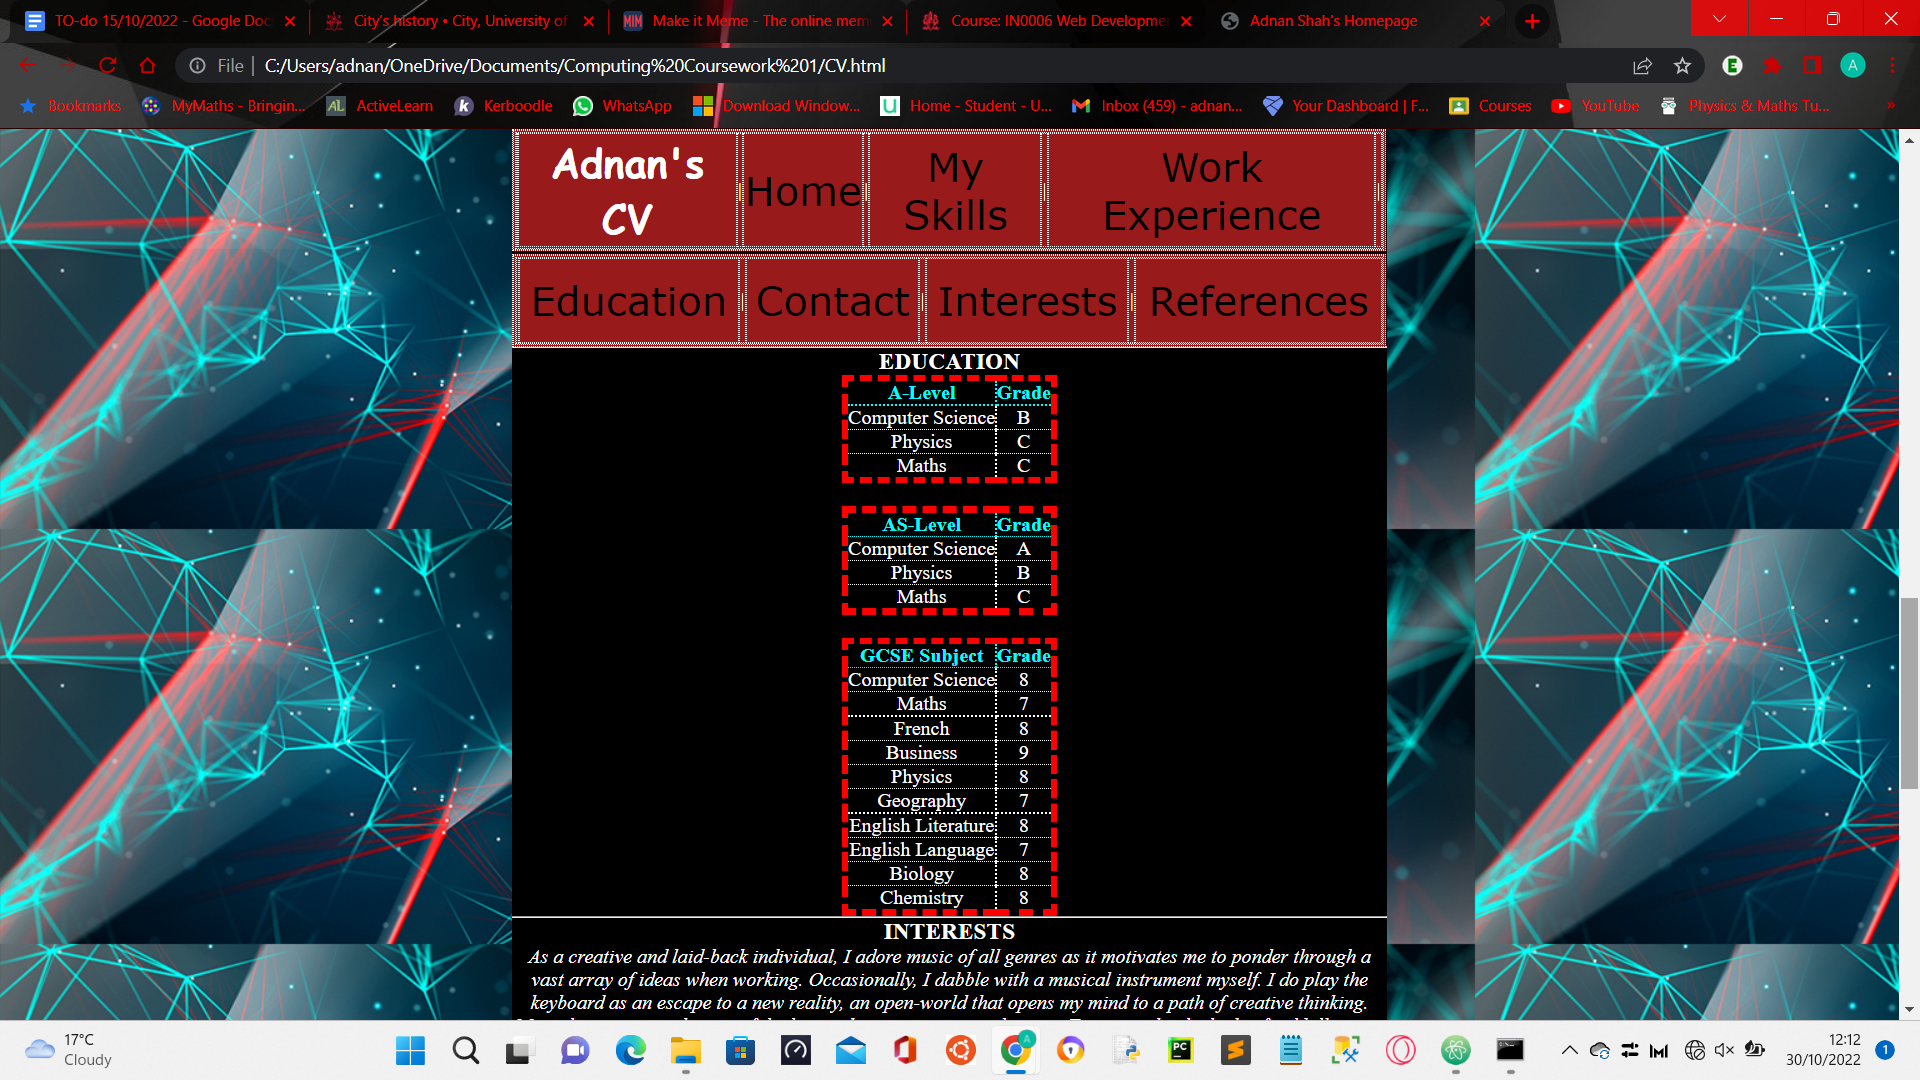 TO-do 15/10/2022 - Google Doc
City's history • City, University of
Make it Meme - The online mem
Course: IN0006 Web Developme
Adnan Shah's Homepage
File | C:/Users/adnan/OneDrive/Documents/Computing%20Coursework%201/CV.html
Bookmarks
MyMaths - Bringin...
ActiveLearn
Kerboodle
WhatsApp
Download Window...
Home - Student - U...
Inbox (459) - adnan...
Your Dashboard | F...
Courses
YouTube
Physics & Maths Tu...
Adnan's
CV
Home
My
Skills
Work
Experience
Education
Contact
Interests
References
EDUCATION
A-Level Grade
Computer Science B
Physics C
Maths C
AS-Level Grade
Computer Science A
Physics B
Maths C
GCSE Subject Grade
Computer Science 8
Maths 7
French 8
Business 9
Physics 8
Geography 7
English Literature 8
English Language 7
Biology 8
Chemistry 8
INTERESTS
As a creative and laid-back individual, I adore music of all genres as it motivates me to ponder through a
vast array of ideas when working. Occasionally, I dabble with a musical instrument myself. I do play the
keyboard as an escape to a new reality, an open-world that opens my mind to a path of creative thinking.
17°C
Cloudy
12:12
30/10/2022
1